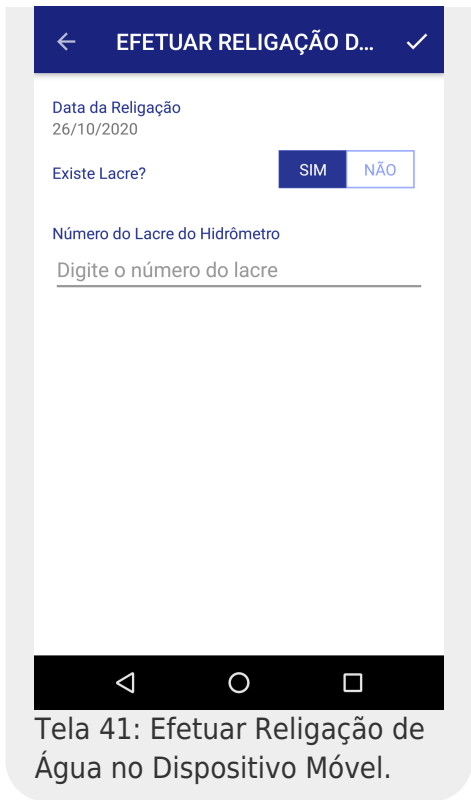 EFETUAR RELIGAÇÃO D...
Data da Religação
26/10/2020
Existe Lacre?
SIM NÃO
Número do Lacre do Hidrômetro
Digite o número do lacre
Tela 41: Efetuar Religação de
Água no Dispositivo Móvel.